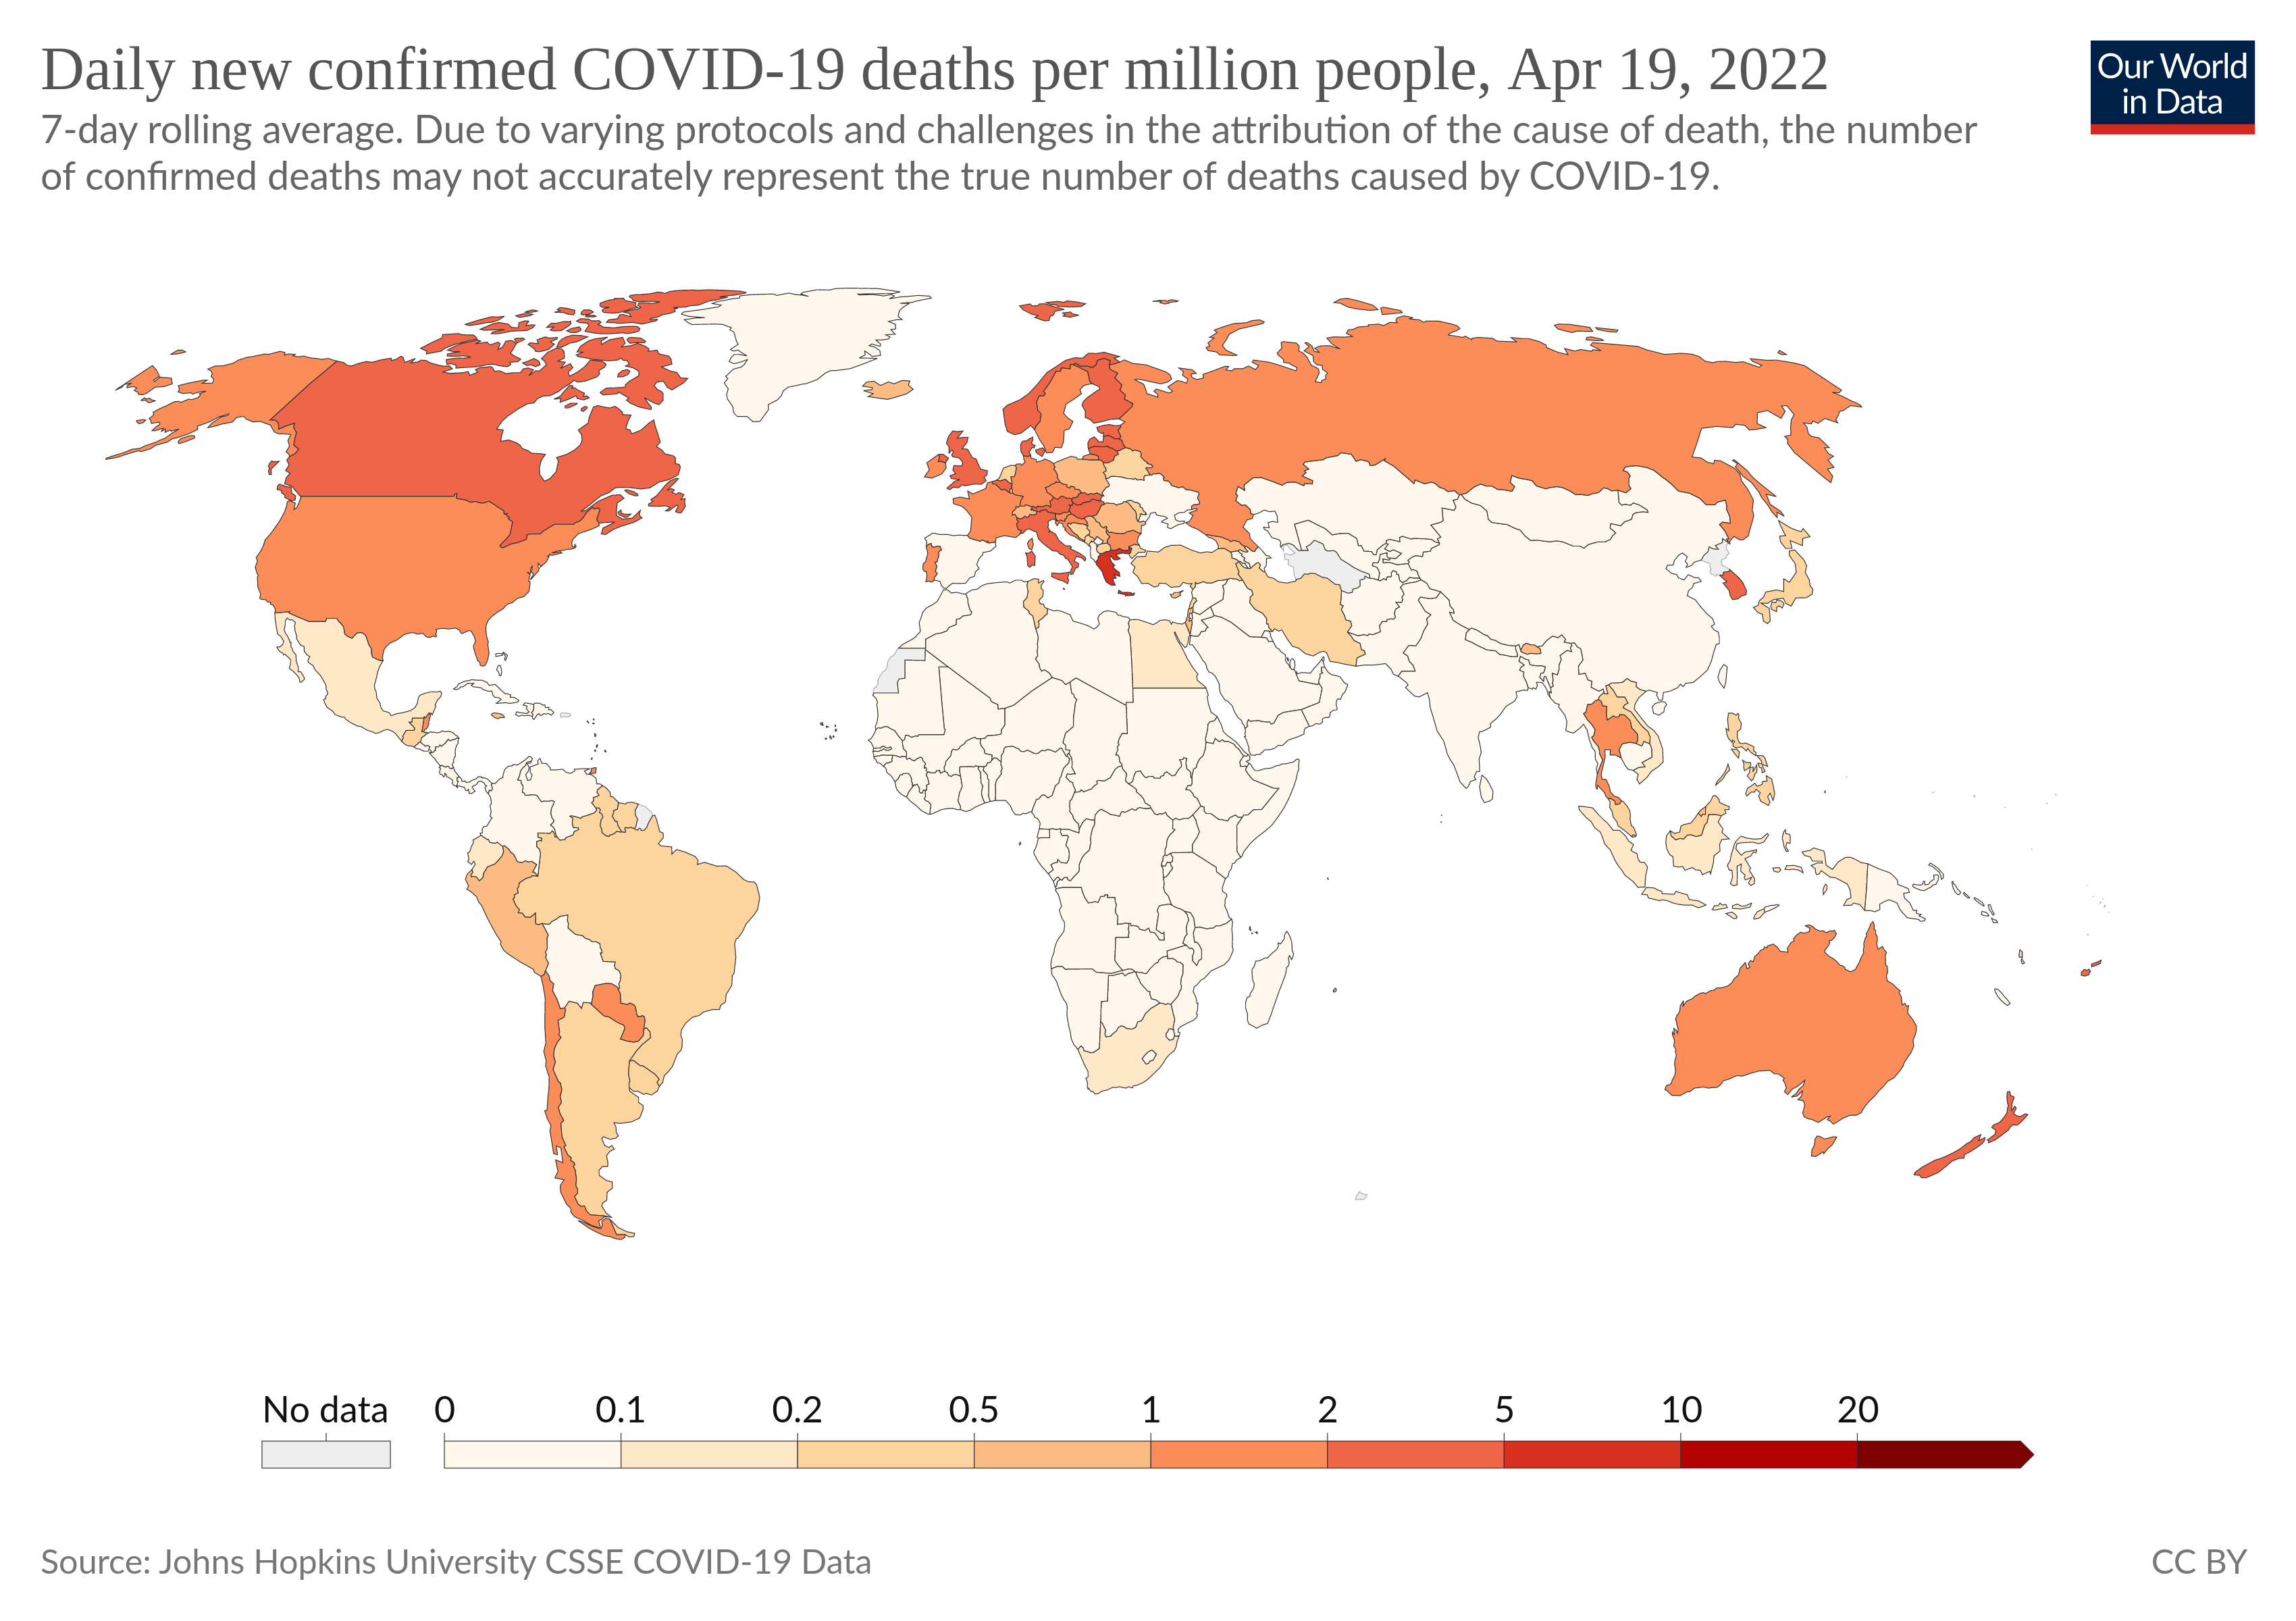 Daily new confirmed COVID-19 deaths per million people, Apr 19, 2022
Our World
in Data
7-day rolling average. Due to varying protocols and challenges in the attribution of the cause of death, the number
of confirmed deaths may not accurately represent the true number of deaths caused by COVID-19.
No data 0 0.1 0.2 0.5 1 2 5 10 20
Source: Johns Hopkins University CSSE COVID-19 Data
CC BY